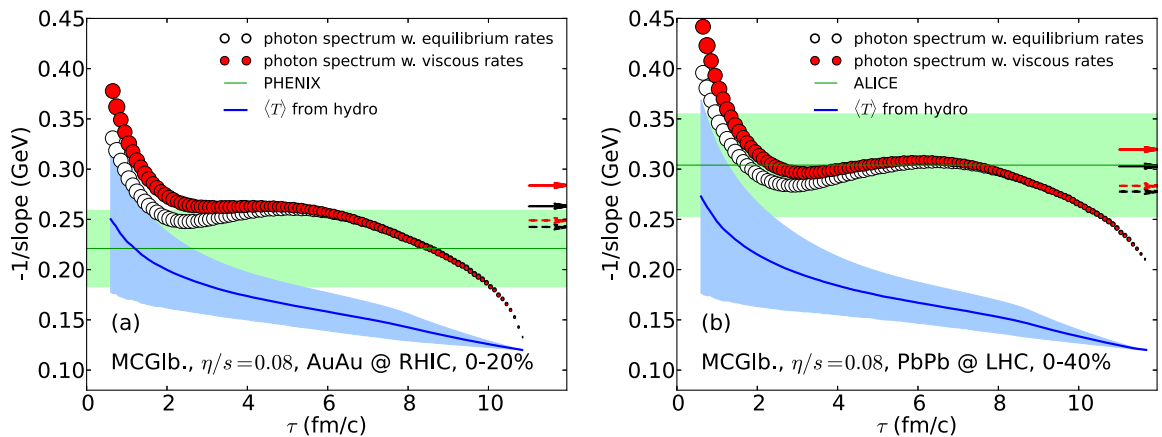 0.45
0.40
0.35
0.30
0.25
0.20
0.15
0.10
-1/slope (GeV)
photon spectrum w. equilibrium rates
photon spectrum w. viscous rates
PHENIX
⟨T⟩ from hydro
(a)
MCGlb., η/s=0.08, AuAu @ RHIC, 0-20%
0 2 4 6 8 10
τ (fm/c)
0.45
0.40
0.35
0.30
0.25
0.20
0.15
0.10
-1/slope (GeV)
photon spectrum w. equilibrium rates
photon spectrum w. viscous rates
ALICE
⟨T⟩ from hydro
(b)
MCGlb., η/s=0.08, PbPb @ LHC, 0-40%
0 2 4 6 8 10
τ (fm/c)